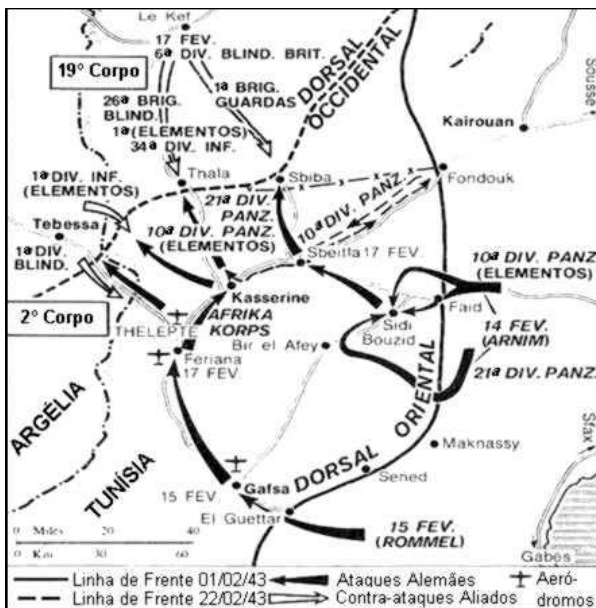 Le Kef
17 FEV.
6ª DIV. BLIND. BRIT.
19º Corpo
1ª BRIG.
GUARDAS
DORSAL
OCCIDENTAL
26ª BRIG.
BLIND.
1ª (ELEMENTOS)
34ª DIV. INF.
Kairouan
Sousse
1ª DIV. INF.
(ELEMENTOS)
Thala
Sbiba
Fondouk
Tebessa
21ª DIV.
PANZ.
10ª DIV. PANZ.
10ª DIV. PANZ.
(ELEMENTOS)
1ª DIV.
BLIND.
Sbeitla 17 FEV.
10ª DIV. PANZ.
(ELEMENTOS)
2º Corpo
Kasserine
AFRIKA
KORPS
THELEPTE
Faid
Sidi
Bouzid
14 FEV.
(ARNIM)
Bir el Afey
Feriana
17 FEV.
21ª DIV. PANZ.
ARGÉLIA
TUNÍSIA
DORSAL
ORIENTAL
Maknassy
Sfax
Sened
15 FEV.
Gafsa
El Guettar
15 FEV.
(ROMMEL)
Gabés
0 Miles 20 40
0 Km 30 60
Linha de Frente 01/02/43
Ataques Alemães
Aeródromos
Linha de Frente 22/02/43
Contra-ataques Aliados